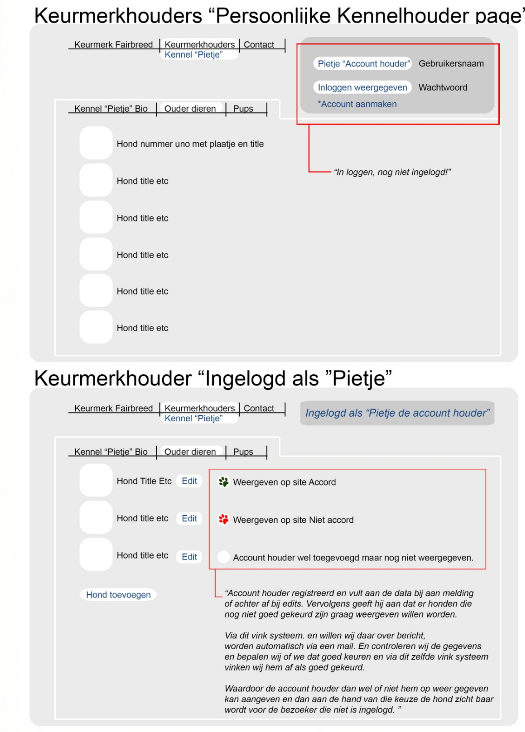 Keurmerkhouders “Persoonlijke Kennelhouder page”
Keurmerk Fairbreed Keurmerkhouders Contact
Kennel “Pietje”
Pietje “Account houder” Gebruikersnaam
Inloggen weergegeven Wachtwoord
*Account aanmaken
Kennel “Pietje” Bio Ouder dieren Pups
Hond nummer uno met plaatje en title
“In loggen, nog niet ingelogd!”
Hond title etc
Hond title etc
Hond title etc
Hond title etc
Hond title etc
Keurmerkhouder “Ingelogd als ”Pietje”
Keurmerk Fairbreed Keurmerkhouders Contact
Kennel “Pietje”
Ingelogd als “Pietje de account houder”
Kennel “Pietje” Bio Ouder dieren Pups
Hond Title Etc Edit Weergeven op site Accord
Hond title etc Edit Weergeven op site Niet accord
Hond title etc Edit Account houder wel toegevoegd maar nog niet weergegeven.
Hond toevoegen
“Account houder registreerd en vult aan de data bij aan melding
of achter af bij edits. Vervolgens geeft hij aan dat er honden die
nog niet goed gekeurd zijn graag weergeven willen worden.
Via dit vink systeem. en willen wij daar over bericht,
worden automatisch via een mail. En controleren wij de gegevens
en bepalen wij of we dat goed keuren en via dit zelfde vink systeem
vinken wij hem af als goed gekeurd.
Waardoor de account houder dan wel of niet hem op weer gegeven
kan aangeven en dan aan de hand van die keuze de hond zicht baar
wordt voor de bezoeker die niet is ingelogd. ”